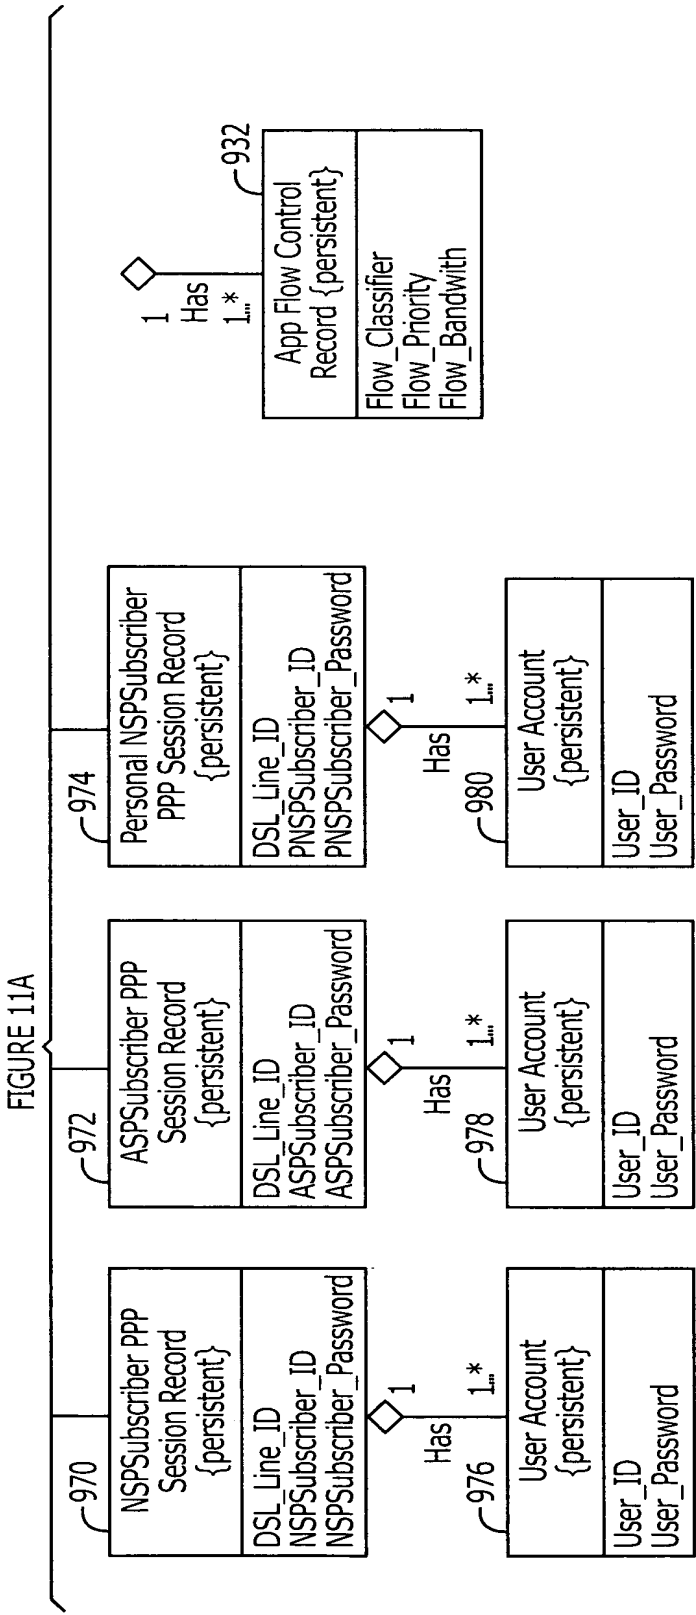 FIGURE 11A
970
NSPSubscriber PPP
Session Record
{persistent}
DSL_Line_ID
NSPSubscriber_ID
NSPSubscriber_Password
1
Has
1...*
976
User Account
{persistent}
User_ID
User_Password
972
ASPSubscriber PPP
Session Record
{persistent}
DSL_Line_ID
ASPSubscriber_ID
ASPSubscriber_Password
1
Has
1...*
978
User Account
{persistent}
User_ID
User_Password
974
Personal NSPSubscriber
PPP Session Record
{persistent}
DSL_Line_ID
PNSPSubscriber_ID
PNSPSubscriber_Password
1
Has
1...*
980
User Account
{persistent}
User_ID
User_Password
1
Has
1...*
932
App Flow Control
Record {persistent}
Flow_Classifier
Flow_Priority
Flow_Bandwith